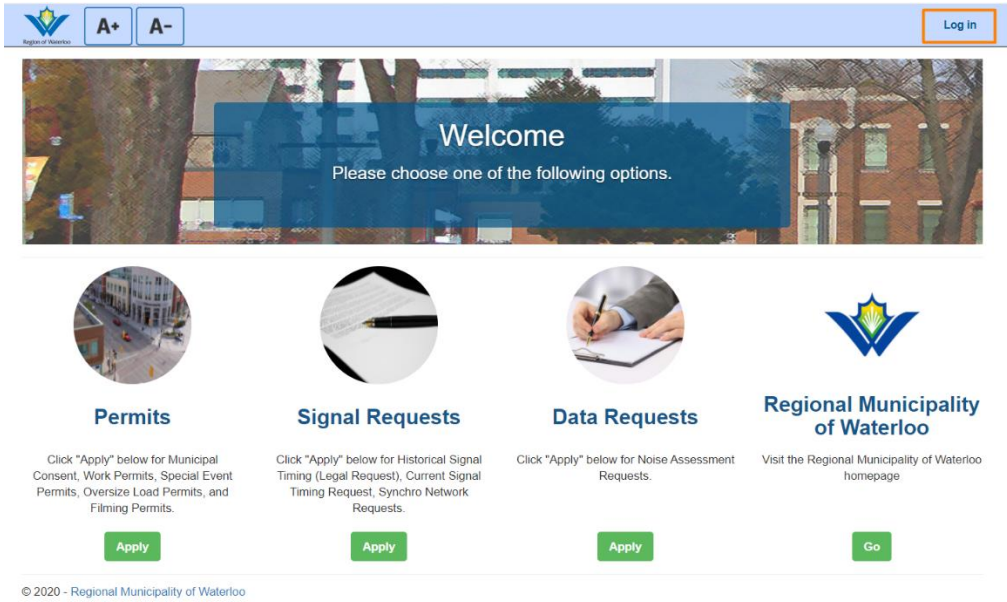 Region of Waterloo
A+
A-
Log in
Welcome
Please choose one of the following options.
Permits
Click "Apply" below for Municipal
Consent, Work Permits, Special Event
Permits, Oversize Load Permits, and
Filming Permits.
Apply
Signal Requests
Click "Apply" below for Historical Signal
Timing (Legal Request), Current Signal
Timing Request, Synchro Network
Requests.
Apply
Data Requests
Click "Apply" below for Noise Assessment
Requests.
Apply
Regional Municipality
of Waterloo
Visit the Regional Municipality of Waterloo
homepage
Go
© 2020 - Regional Municipality of Waterloo